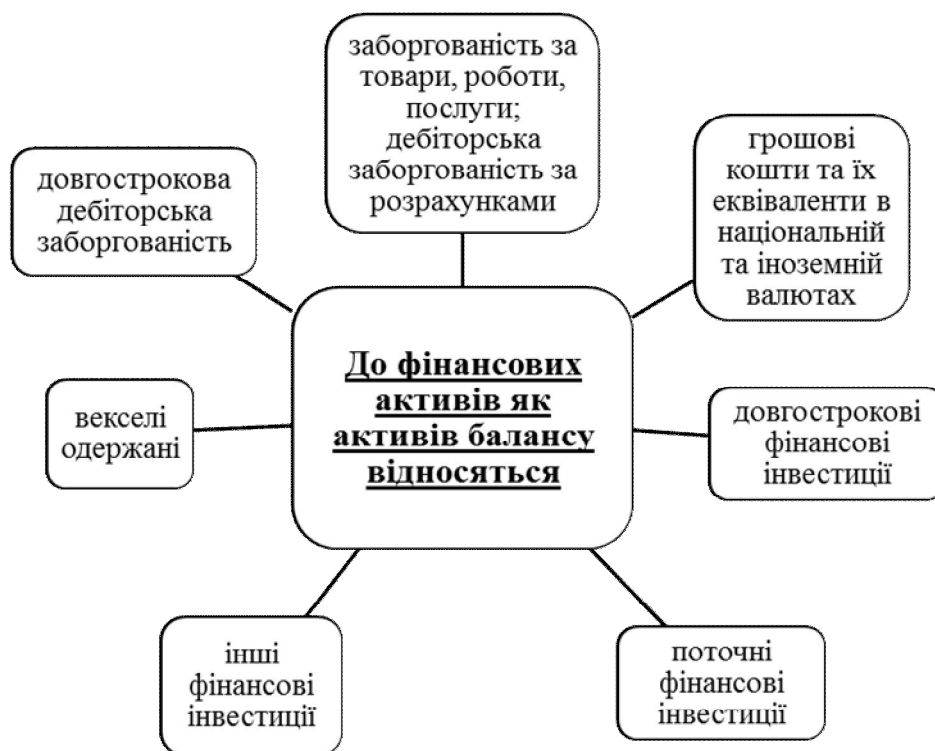 заборгованість за
товари, роботи,
послуги;
дебіторська
заборгованість за
розрахунками
грошові
кошти та їх
еквіваленти в
національній
та іноземній
валютах
довгострокова
дебіторська
заборгованість
До фінансових
активів як
активів балансу
відносяться
векселі
одержані
довгострокові
фінансові
інвестиції
інші
фінансові
інвестиції
поточні
фінансові
інвестиції